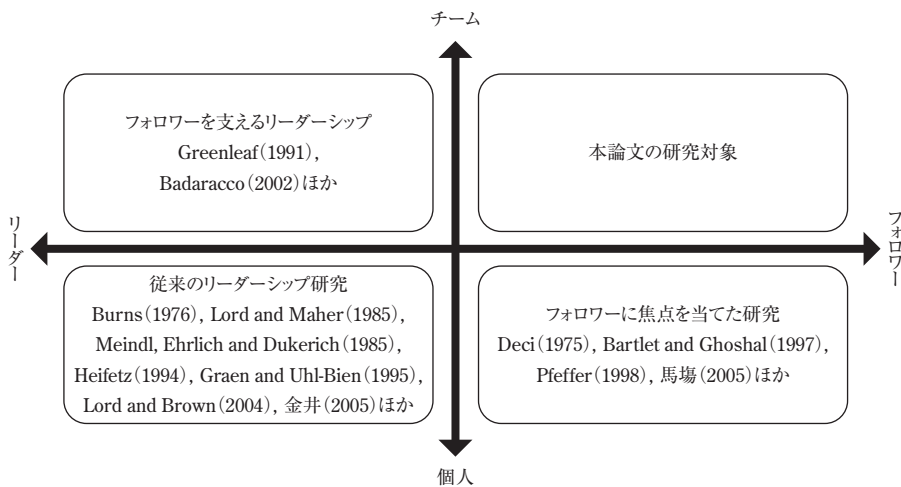 チーム
フォロワーを支えるリーダーシップ
Greenleaf(1991),
Badaracco(2002)ほか
本論文の研究対象
リーダー
フォロワー
従来のリーダーシップ研究
Burns(1976), Lord and Maher(1985),
Meindl, Ehrlich and Dukerich(1985),
Heifetz(1994), Graen and Uhl-Bien(1995),
Lord and Brown(2004), 金井(2005)ほか
フォロワーに焦点を当てた研究
Deci(1975), Bartlet and Ghoshal(1997),
Pfeffer(1998), 馬塲(2005)ほか
個人